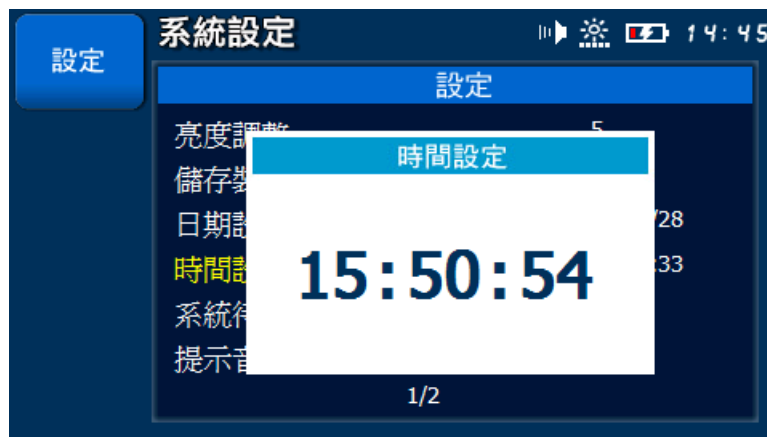 設定
系統設定
14:45
設定
亮度調整 5
時間設定
儲存
日期 /28
15:50:54
時間 :33
系統
提示
1/2